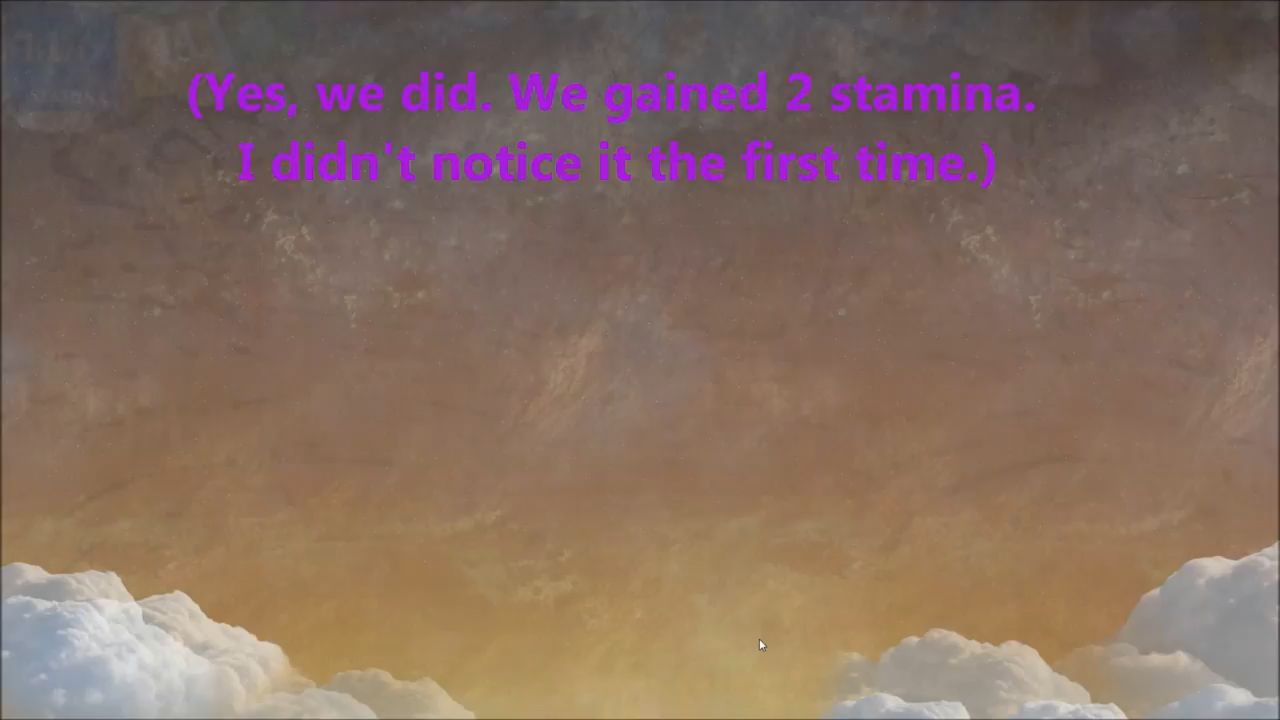 (Yes, we did. We gained 2 stamina.
I didn't notice it the first time.)